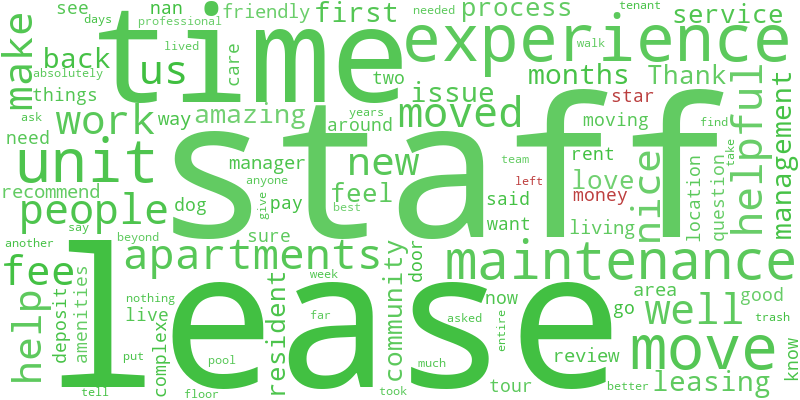 see
nan
friendly
first
process
needed
tenant
days
professional
time
experience
service
make
back
us
care
lived
walk
absolutely
two
months
Thank
things
issue
star
helpful
management
ask
work
way
amazing
years
moved
moving
find
need
around
unit
staff
manager
new
team
rent
nice
love
location
question
take
recommend
anyone
feel
left
money
people
dog
give
pay
best
said
say
want
living
another
beyond
sure
door
fee
apartments
community
maintenance
help
deposit
amenities
lease
week
resident
now
area
good
nothing
live
far
asked
entire
go
well
trash
put
complex
pool
much
review
move
know
tell
floor
took
tour
better
leasing